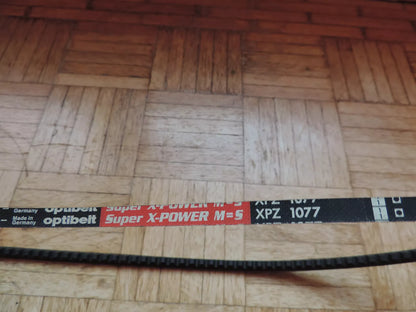 Germany optibelt Super X-POWER M=S XPZ 1077
Made in Germany optibelt Super X-POWER M=S XPZ 1077